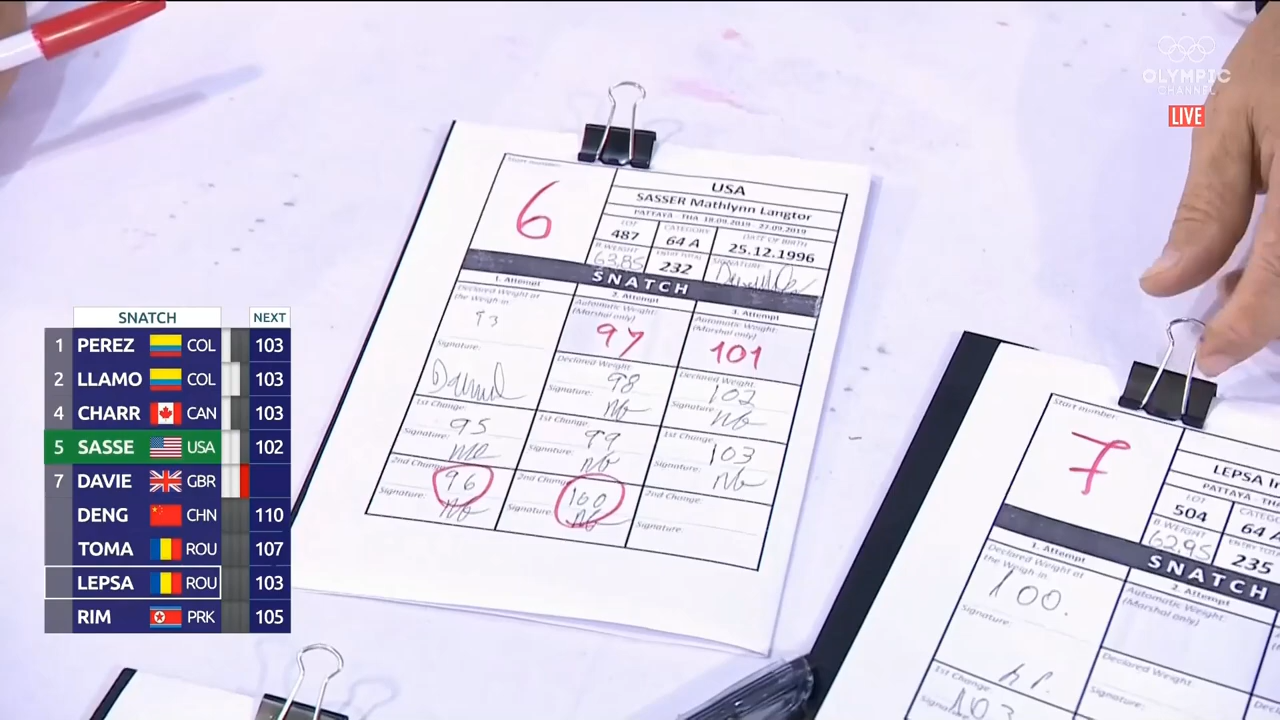 OLYMPIC
CHANNEL
LIVE
SNATCH NEXT
1 PEREZ COL 103
2 LLAMO COL 103
4 CHARR CAN 103
5 SASSE USA 102
7 DAVIE GBR
DENG CHN 110
TOMA ROU 107
LEPSA ROU 103
RIM PRK 105
Start number:
6
USA
SASSER Mathlynn Langtor
PATTAYA - THA 18.09.2019 27.09.2019
LOT CATEGORY DATE OF BIRTH
487 64 A 25.12.1996
B.WEIGHT ENTRY TOTAL SIGNATURE:
63.85 232
SNATCH
1. Attempt 2. Attempt 3. Attempt
Declared Weight at the Weigh-in: Automatic Weight: (Marshal only) Automatic Weight: (Marshal only)
93 97 101
Signature: Declared Weight: Declared Weight:
98 102
Signature: Signature:
1st Change: 1st Change: 1st Change:
95 99 103
Signature: Signature: Signature:
2nd Change: 2nd Change: 2nd Change:
96 100
Signature: Signature: Signature:
Start number:
7
LEPSA
PATTAYA - THA
LOT
504 64
B.WEIGHT ENTRY
62.95 235
SNATCH
1. Attempt 2. Attempt
Declared Weight at the Weigh-in: Automatic Weight: (Marshal only)
100.
Signature: Declared Weight:
1st Change: Signature:
103
Signature: